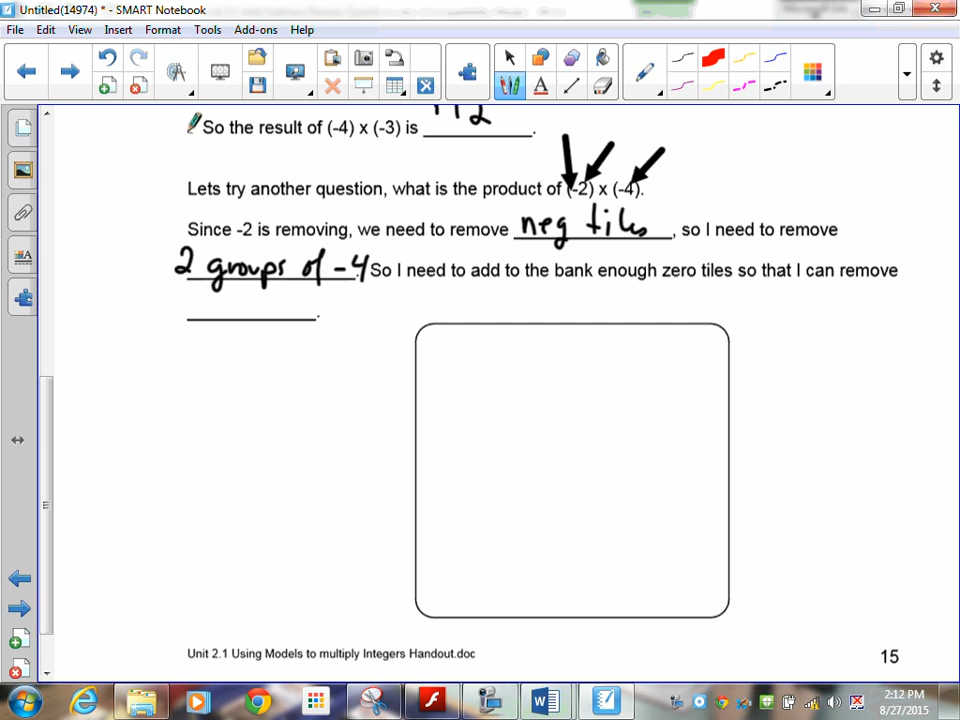 Untitled(14974) * - SMART Notebook
File Edit View Insert Format Tools Add-ons Help
So the result of (-4) x (-3) is ____________.
Lets try another question, what is the product of (-2) x (-4).
Since -2 is removing, we need to remove neg tiles, so I need to remove
2 groups of -4 So I need to add to the bank enough zero tiles so that I can remove
____________.
Unit 2.1 Using Models to multiply Integers Handout.doc
15
2:12 PM
8/27/2015